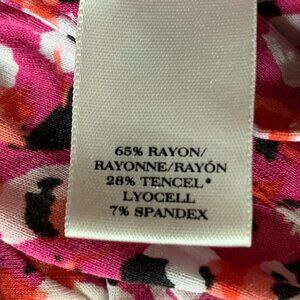 65% RAYON/
RAYONNE/RAYÓN
28% TENCEL®
LYOCELL
7% SPANDEX